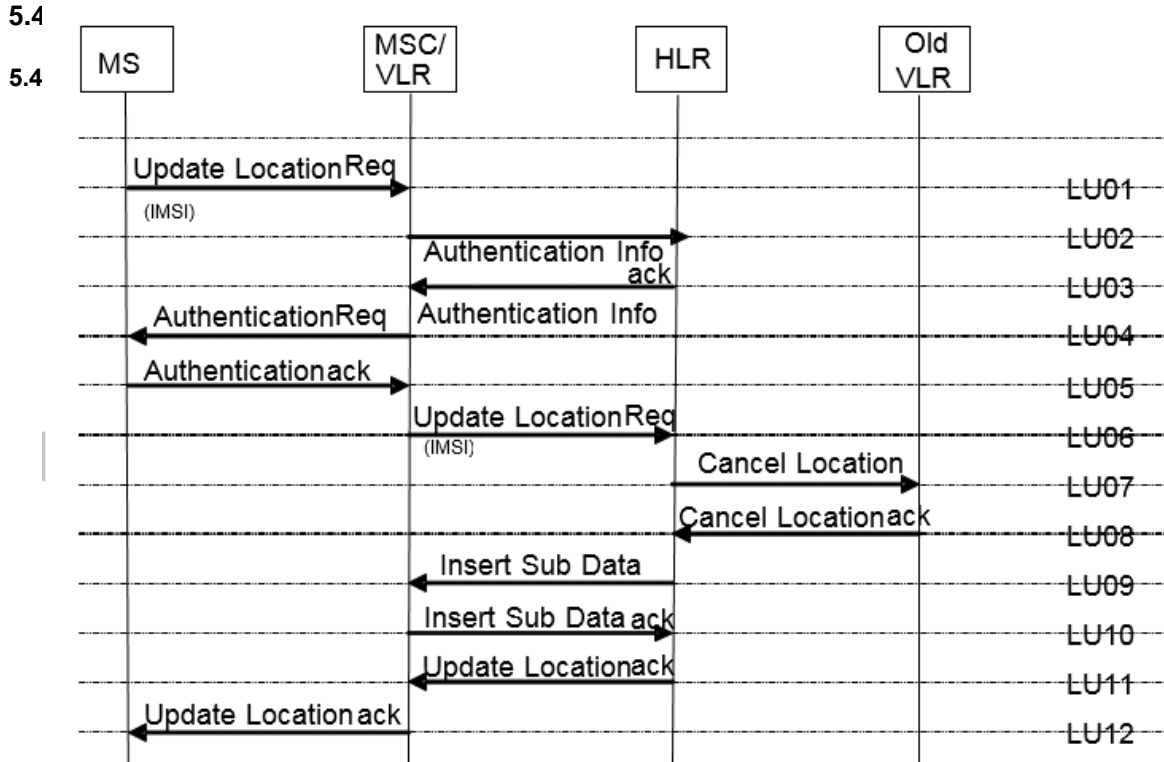 5.4
5.4
MS
MSC/
VLR
HLR
Old
VLR
Update LocationReq
(IMSI)
LU01
LU02
Authentication Info
ack
LU03
AuthenticationReq
Authentication Info
LU04
Authenticationack
LU05
Update LocationReq
(IMSI)
LU06
Cancel Location
LU07
Cancel Locationack
LU08
Insert Sub Data
LU09
Insert Sub Data ack
LU10
Update Locationack
LU11
Update Location ack
LU12